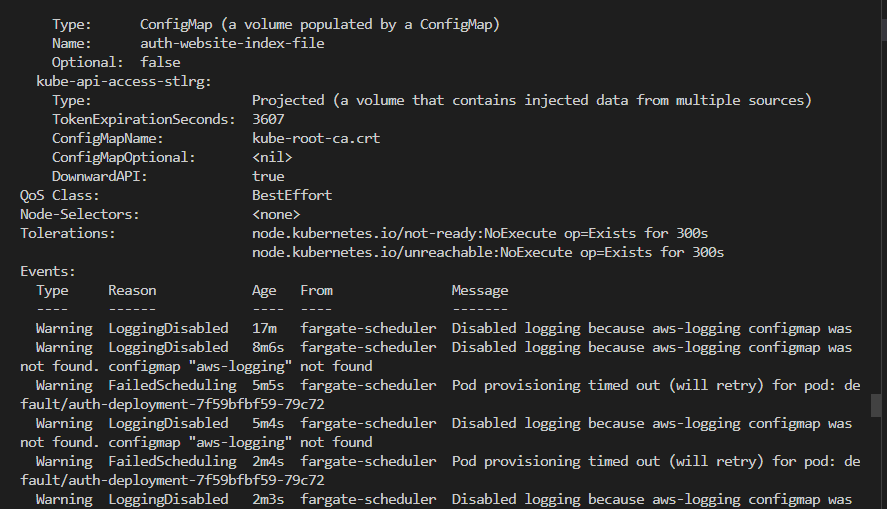 Type:      ConfigMap (a volume populated by a ConfigMap)
Name:      auth-website-index-file
Optional:  false
kube-api-access-stlrg:
Type:                    Projected (a volume that contains injected data from multiple sources)
TokenExpirationSeconds:  3607
ConfigMapName:           kube-root-ca.crt
ConfigMapOptional:       <nil>
DownwardAPI:             true
QoS Class:                   BestEffort
Node-Selectors:              <none>
Tolerations:                 node.kubernetes.io/not-ready:NoExecute op=Exists for 300s
node.kubernetes.io/unreachable:NoExecute op=Exists for 300s
Events:
Type     Reason            Age   From               Message
----     ------            ----  ----               -------
Warning  LoggingDisabled   17m   fargate-scheduler  Disabled logging because aws-logging configmap was
Warning  LoggingDisabled   8m6s  fargate-scheduler  Disabled logging because aws-logging configmap was
not found. configmap "aws-logging" not found
Warning  FailedScheduling  5m5s  fargate-scheduler  Pod provisioning timed out (will retry) for pod: de
fault/auth-deployment-7f59bfbf59-79c72
Warning  LoggingDisabled   5m4s  fargate-scheduler  Disabled logging because aws-logging configmap was
not found. configmap "aws-logging" not found
Warning  FailedScheduling  2m4s  fargate-scheduler  Pod provisioning timed out (will retry) for pod: de
fault/auth-deployment-7f59bfbf59-79c72
Warning  LoggingDisabled   2m3s  fargate-scheduler  Disabled logging because aws-logging configmap was